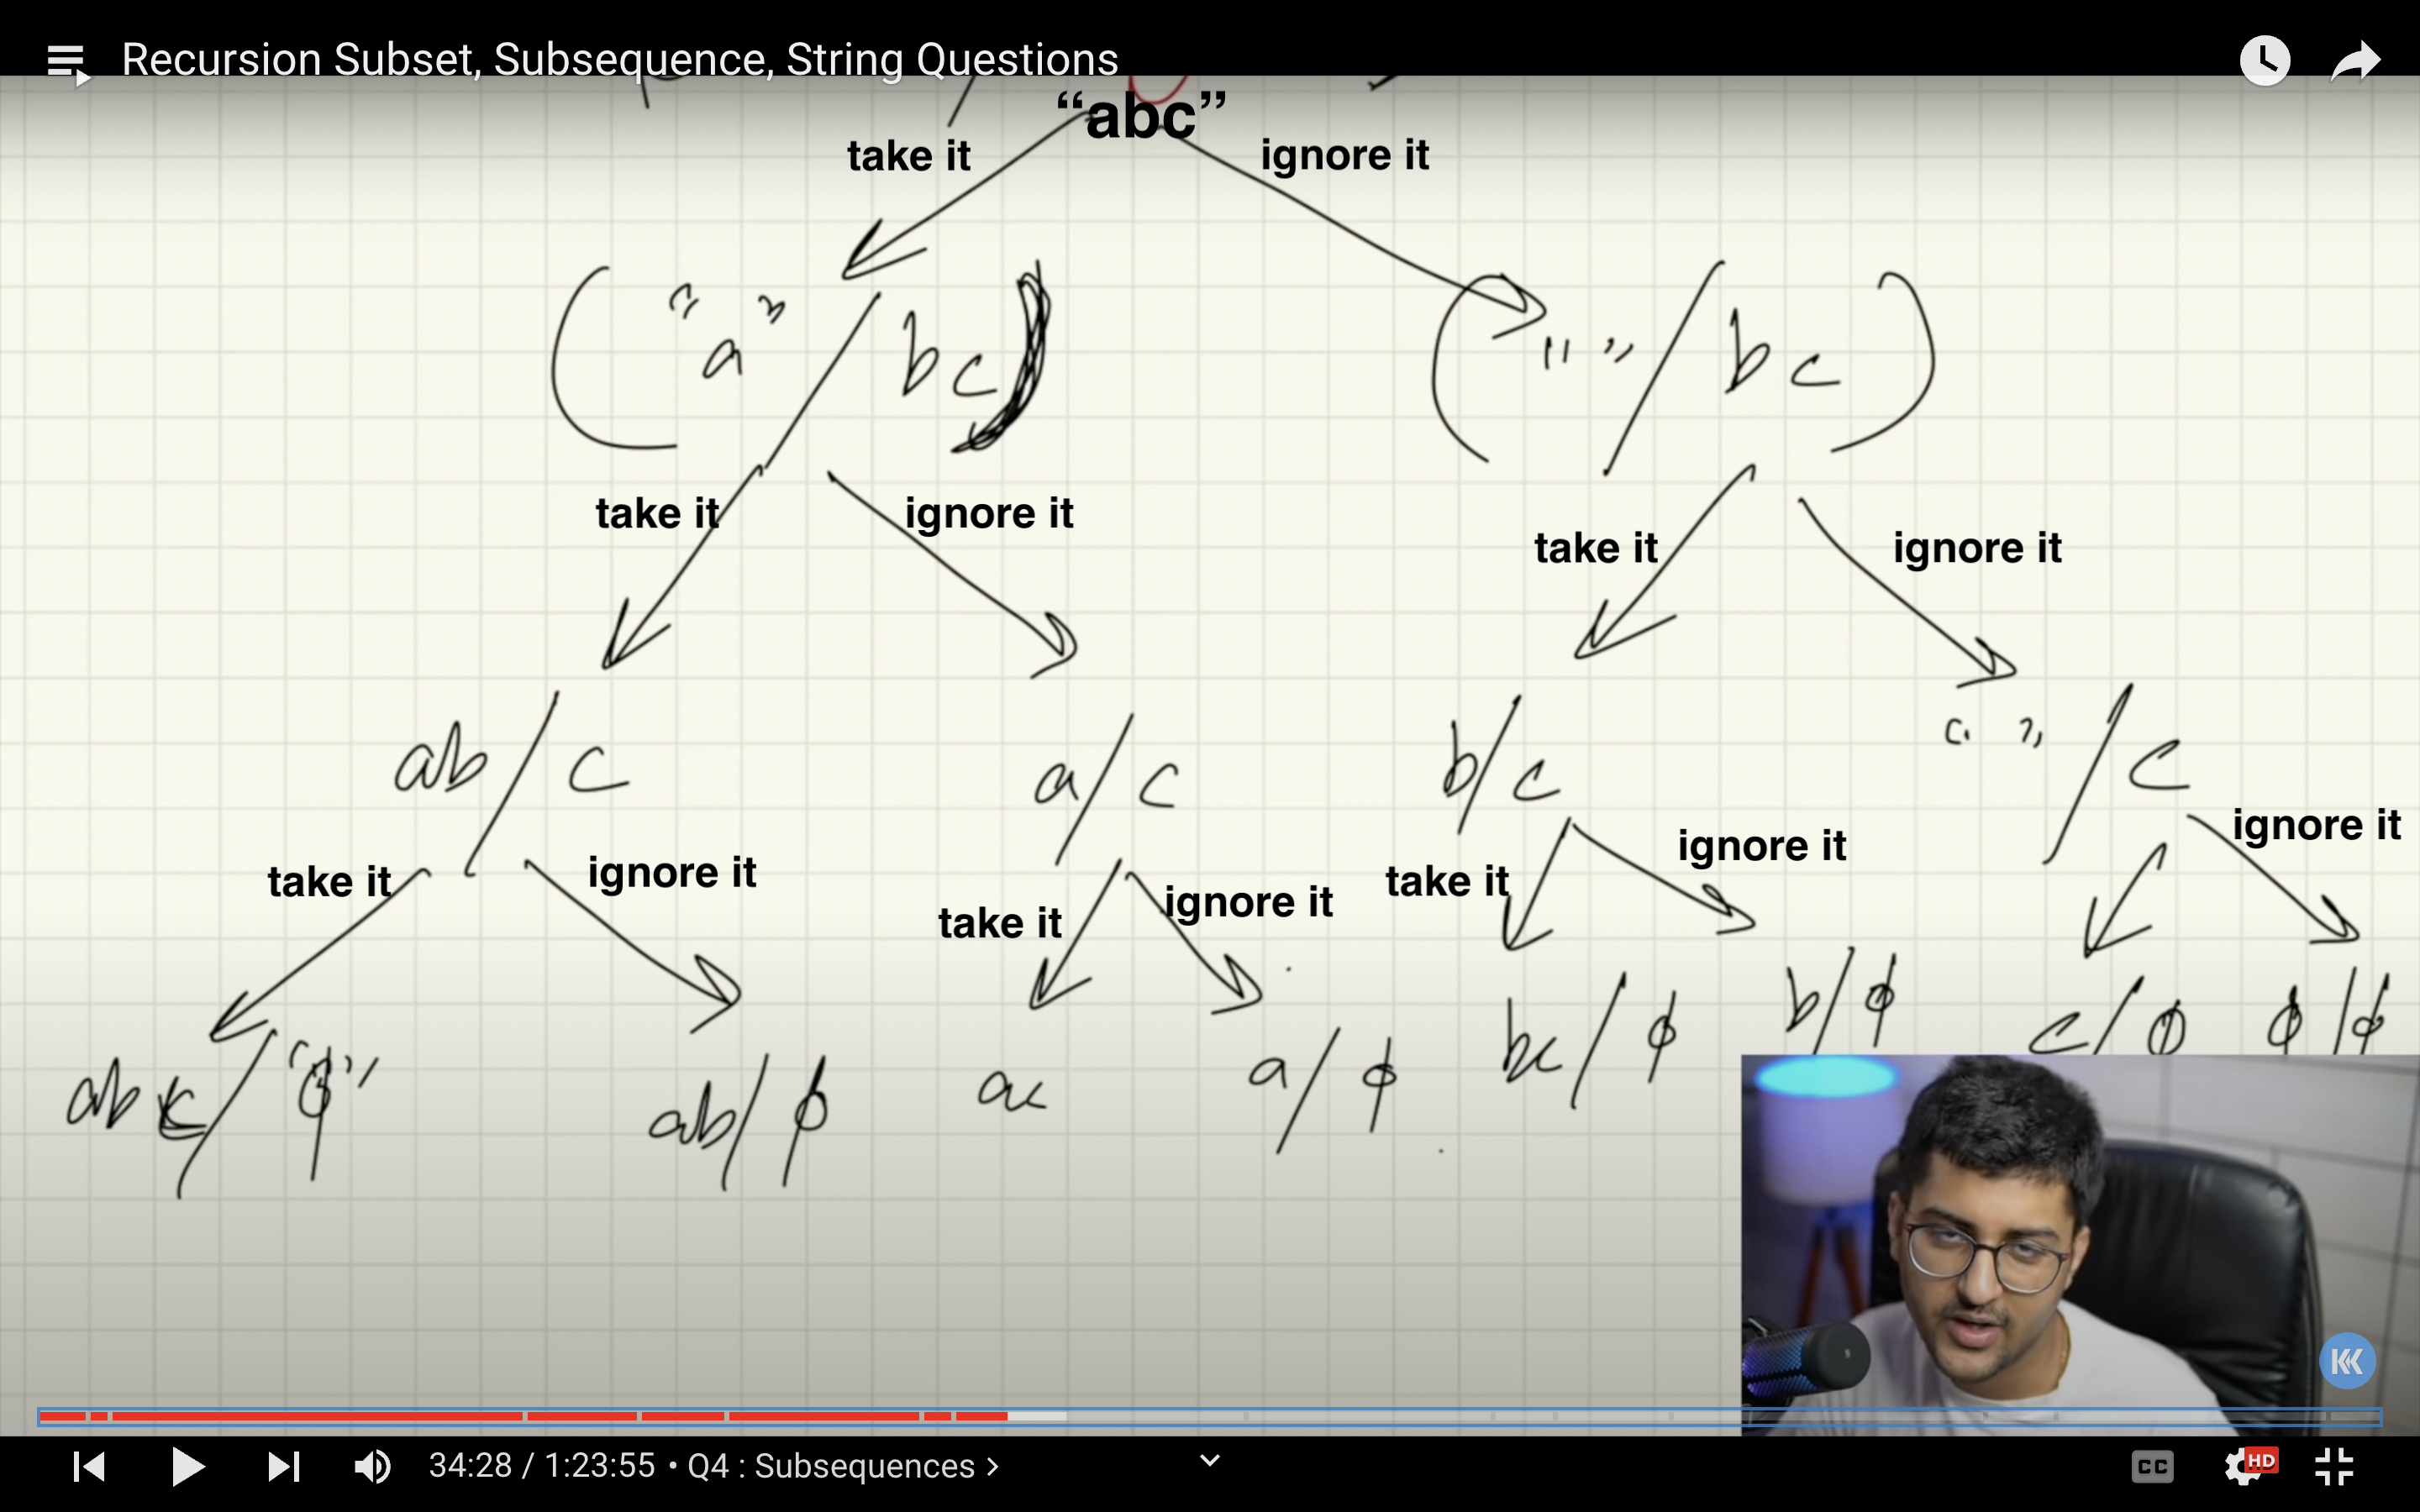 Recursion Subset, Subsequence, String Questions
“abc”
take it ignore it
"a" / bc
"" / bc
take it ignore it take it ignore it
ab / c a / c b / c "" / c
take it ignore it take it ignore it take it ignore it ignore it
abc / "ϕ" ab / ϕ ac a / ϕ bc / ϕ b / ϕ c / ϕ ϕ / ϕ
34:28 / 1:23:55 • Q4 : Subsequences >
CC HD